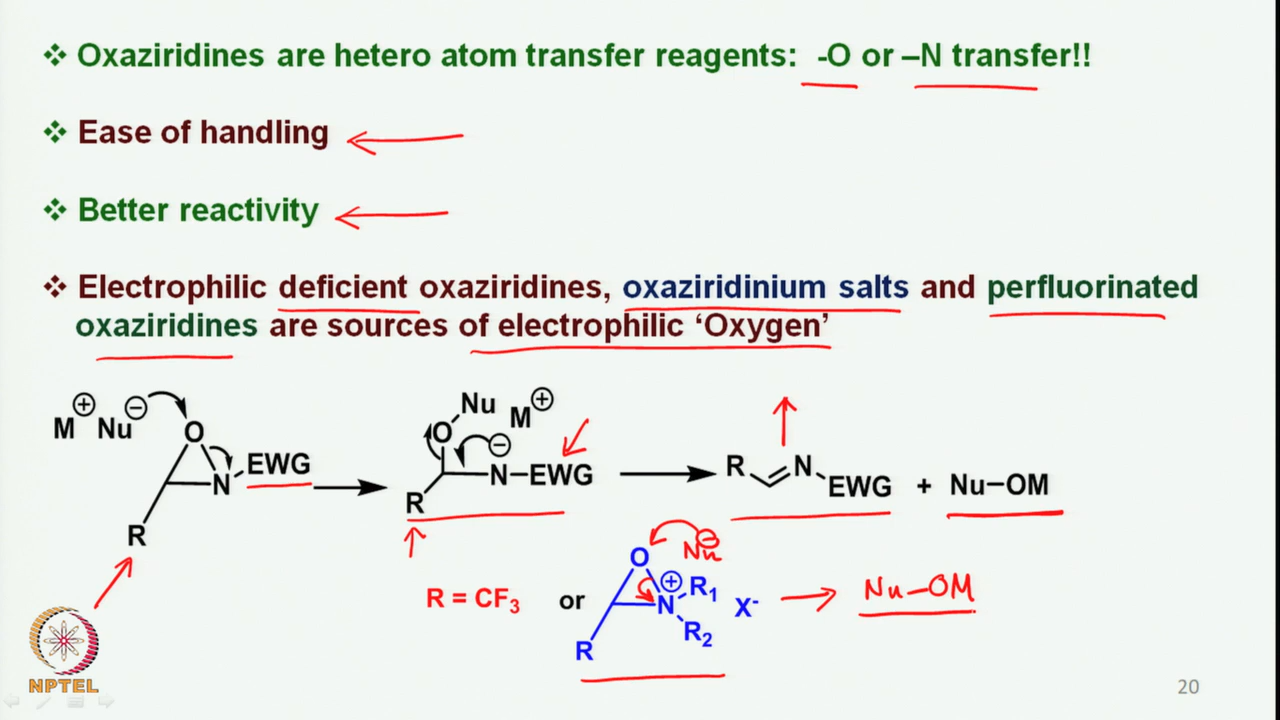 ❖ Oxaziridines are hetero atom transfer reagents: -O or –N transfer!!
❖ Ease of handling
❖ Better reactivity
❖ Electrophilic deficient oxaziridines, oxaziridinium salts and perfluorinated
oxaziridines are sources of electrophilic ‘Oxygen’
M⊕ Nu⊖ O N EWG R
O Nu M⊕ ⊖ N–EWG R
R N EWG + Nu–OM
R = CF₃ or O N⊕ R₁ R₂ R X⁻ Nu⊖ Nu–OM
NPTEL
20